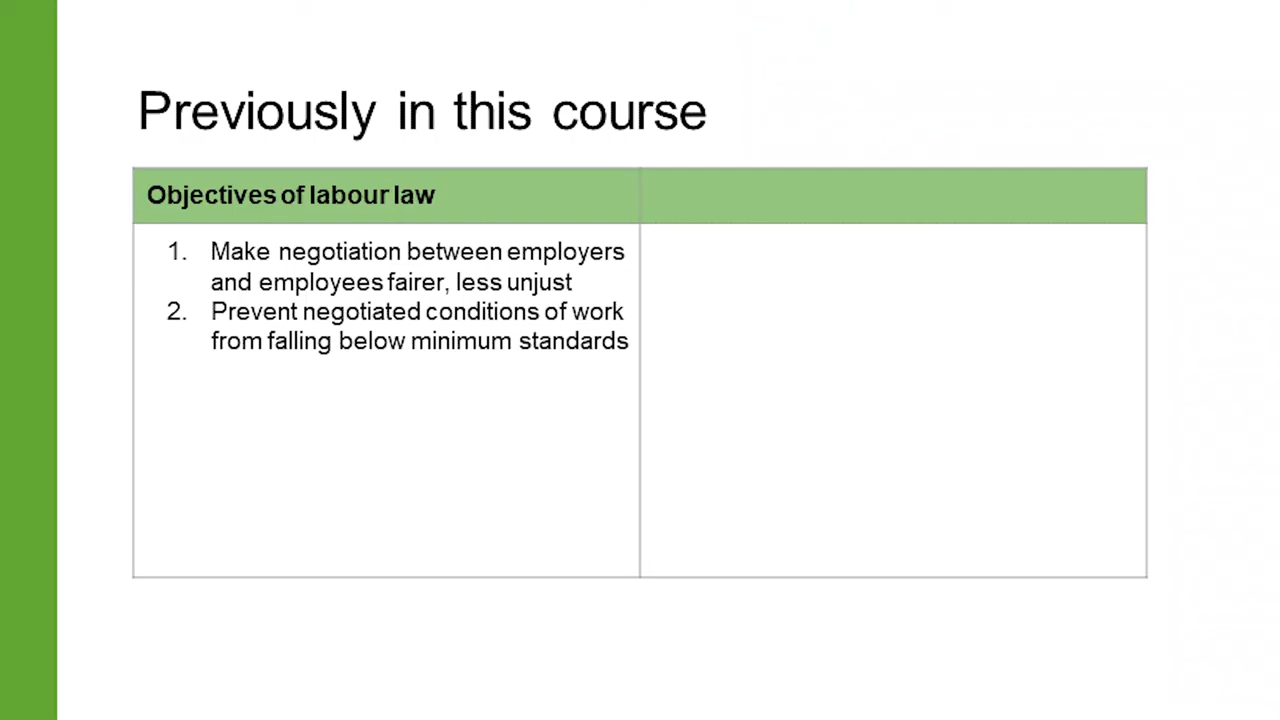 Previously in this course
Objectives of labour law
1. Make negotiation between employers
and employees fairer, less unjust
2. Prevent negotiated conditions of work
from falling below minimum standards